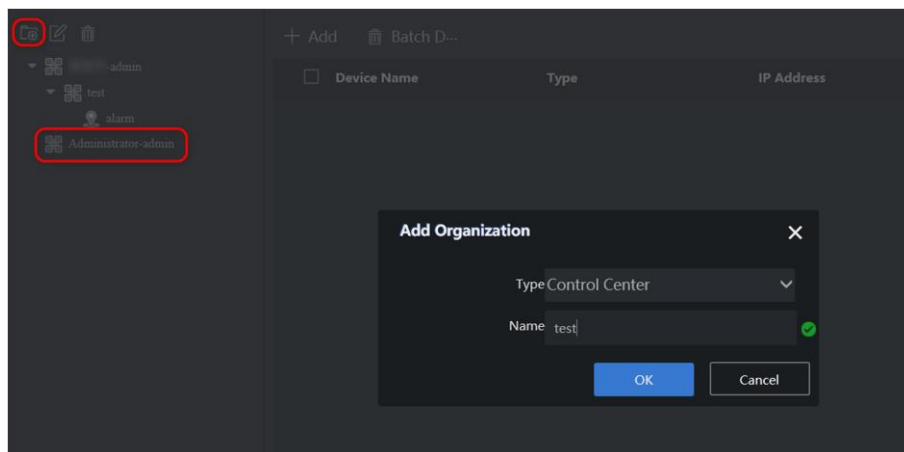 + Add Batch D...
Device Name Type IP Address
-admin
test
alarm
Administrator-admin
Add Organization
Type Control Center
Name test
OK Cancel